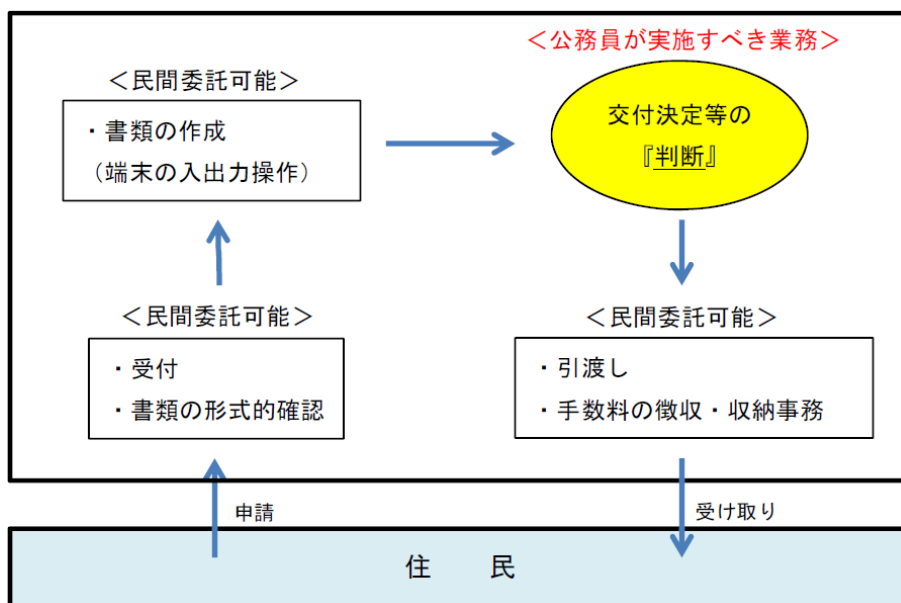 ＜公務員が実施すべき業務＞
＜民間委託可能＞
・書類の作成
（端末の入出力操作）
交付決定等の
『判断』
＜民間委託可能＞
・受付
・書類の形式的確認
＜民間委託可能＞
・引渡し
・手数料の徴収・収納事務
申請
受け取り
住　　民